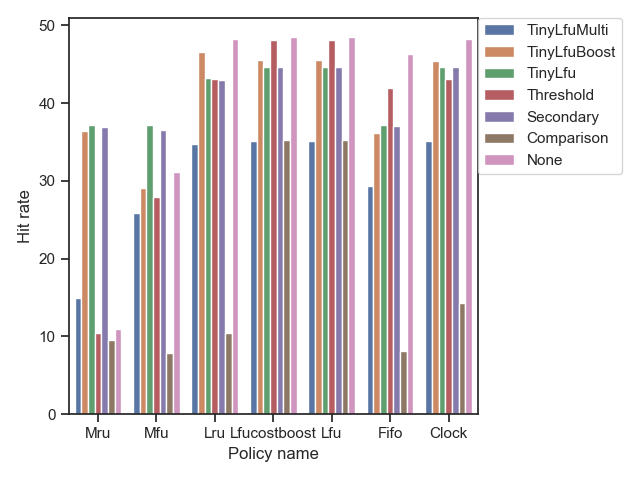 50
40
30
20
10
0
Hit rate
Mru Mfu Lru Lfucostboost Lfu Fifo Clock
Policy name
TinyLfuMulti
TinyLfuBoost
TinyLfu
Threshold
Secondary
Comparison
None